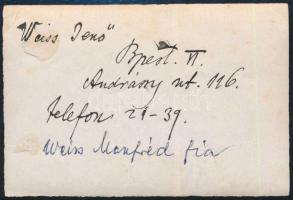 Weiss Jenő
Bpest. VI.
Andrássy ut. 116.
telefon: 21-39.
Weiss Manfréd fia